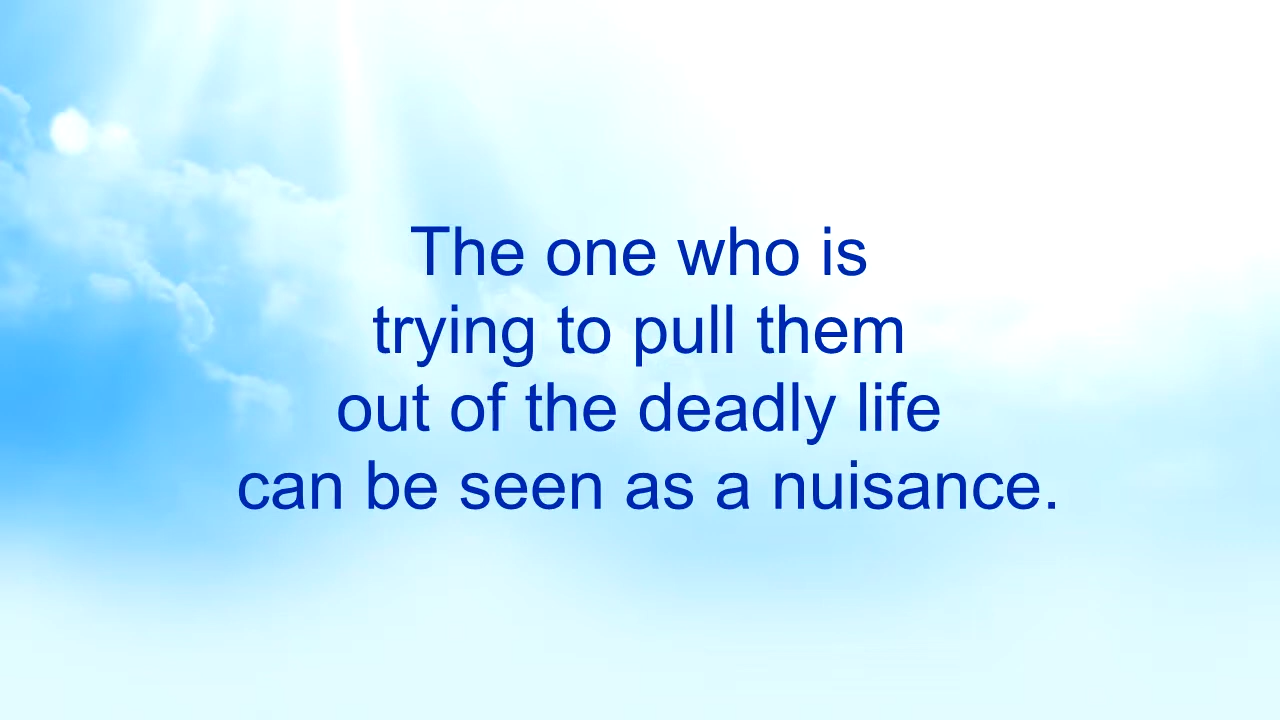 The one who is
trying to pull them
out of the deadly life
can be seen as a nuisance.